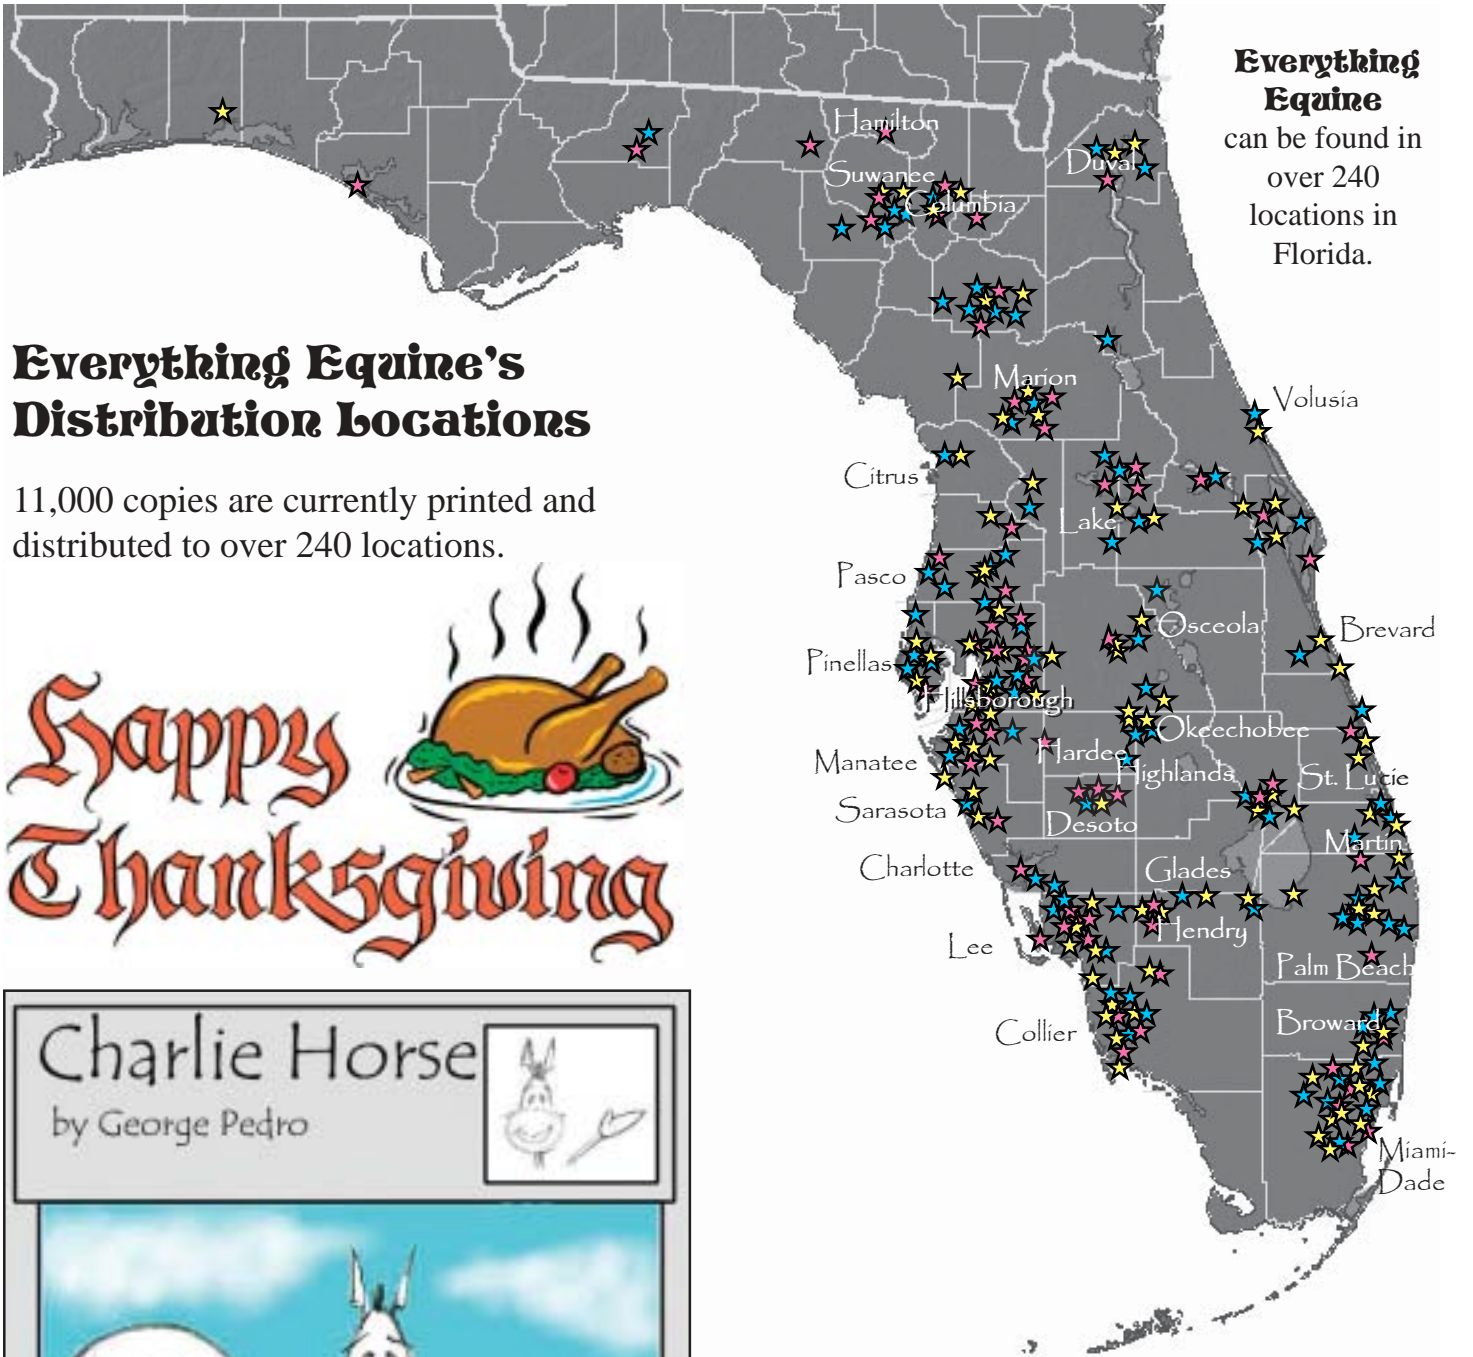 Everything
Equine
can be found in
over 240
locations in
Florida.
Everything Equine's
Distribution Locations
11,000 copies are currently printed and
distributed to over 240 locations.
Happy
Thanksgiving
Charlie Horse
by George Pedro
Hamilton
Duval
Suwanee
Columbia
Marion
Volusia
Citrus
Lake
Pasco
Osceola
Brevard
Pinellas
Hillsborough
Okeechobee
Hardee
Manatee
Highlands
St. Lucie
Sarasota
Desoto
Martin
Charlotte
Glades
Hendry
Lee
Palm Beach
Broward
Collier
Miami-
Dade